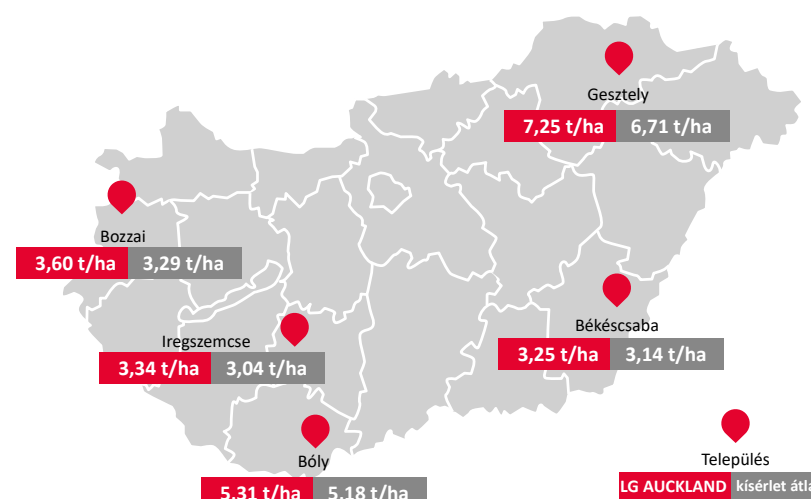 Gesztely
7,25 t/ha 6,71 t/ha
Bozzai
3,60 t/ha 3,29 t/ha
Békéscsaba
3,25 t/ha 3,14 t/ha
Iregszemcse
3,34 t/ha 3,04 t/ha
Bóly
5,31 t/ha 5,18 t/ha
Település
LG AUCKLAND kísérlet